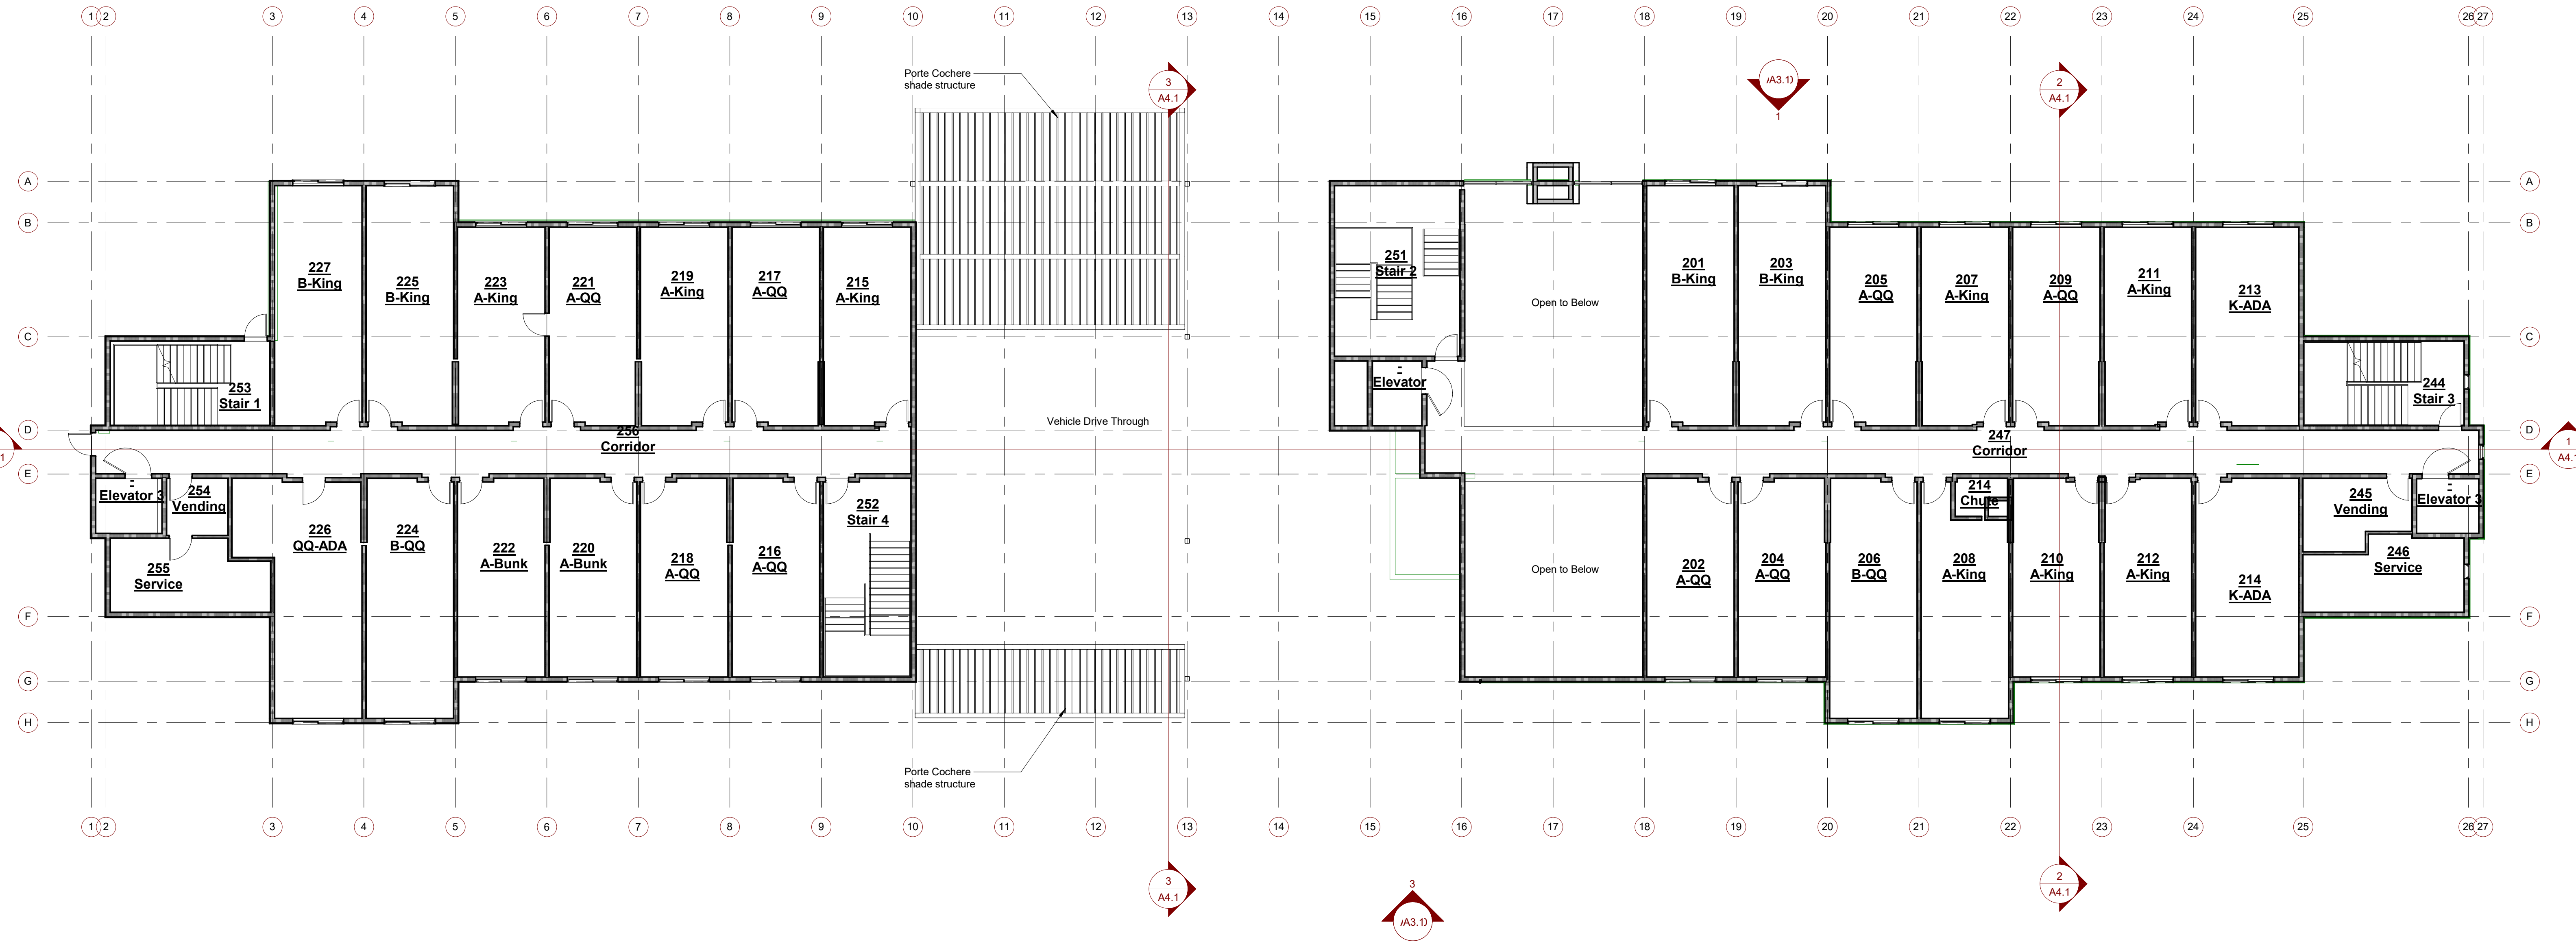 1 2 3 4 5 6 7 8 9 10 11 12 13 14 15 16 17 18 19 20 21 22 23 24 25 26 27
Porte Cochere
shade structure
3
A4.1
(A3.1)
1
2
A4.1
A A
B B
227
B-King
225
B-King
223
A-King
221
A-QQ
219
A-King
217
A-QQ
215
A-King
251
Stair 2
Open to Below
201
B-King
203
B-King
205
A-QQ
207
A-King
209
A-QQ
211
A-King
213
K-ADA
C C
253
Stair 1
-
Elevator
244
Stair 3
Vehicle Drive Through
D D
256
Corridor
247
Corridor
1
1
A4.1
E E
-
Elevator 3
254
Vending
226
QQ-ADA
224
B-QQ
222
A-Bunk
220
A-Bunk
218
A-QQ
216
A-QQ
252
Stair 4
255
Service
Open to Below
202
A-QQ
204
A-QQ
206
B-QQ
208
A-King
214
Chute
210
A-King
212
A-King
214
K-ADA
245
Vending
-
Elevator 3
246
Service
F F
G G
H H
Porte Cochere
shade structure
1 2 3 4 5 6 7 8 9 10 11 12 13 14 15 16 17 18 19 20 21 22 23 24 25 26 27
3
A4.1
3
(A3.1)
2
A4.1